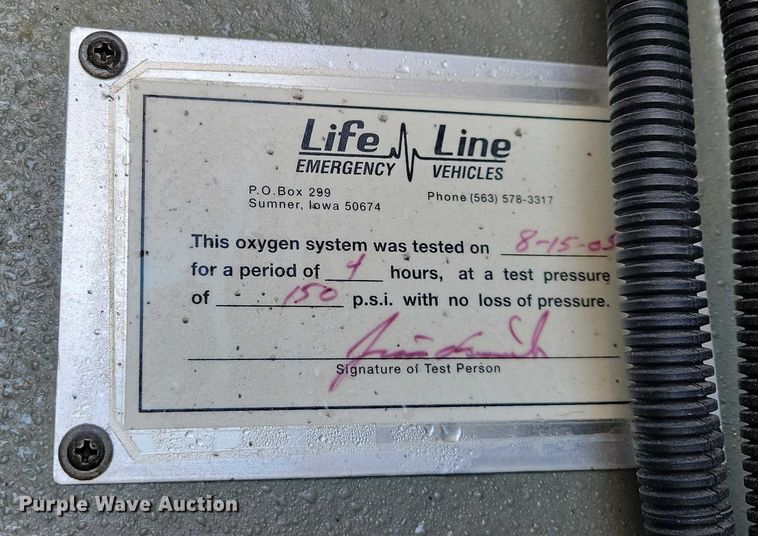 Life Line
EMERGENCY VEHICLES
P.O.Box 299
Sumner, Iowa 50674
Phone (563) 578-3317
This oxygen system was tested on 8-15-05
for a period of 4 hours, at a test pressure
of 150 p.s.i. with no loss of pressure.
Signature of Test Person
Purple Wave Auction